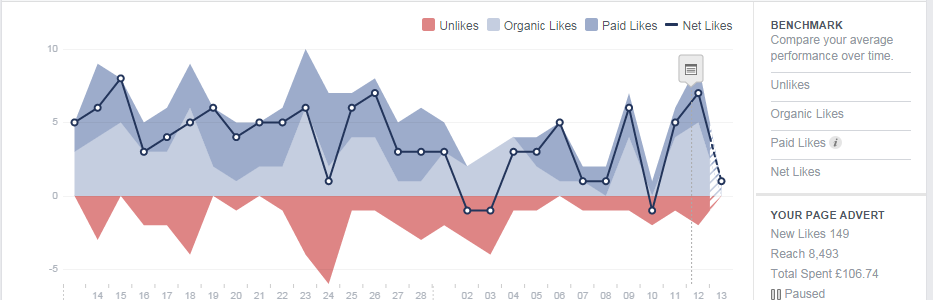 Unlikes Organic Likes Paid Likes Net Likes
10
5
0
-5
14 15 16 17 18 19 20 21 22 23 24 25 26 27 28 02 03 04 05 06 07 08 09 10 11 12 13
BENCHMARK
Compare your average
performance over time.
Unlikes
Organic Likes
Paid Likes i
Net Likes
YOUR PAGE ADVERT
New Likes 149
Reach 8,493
Total Spent £106.74
Paused